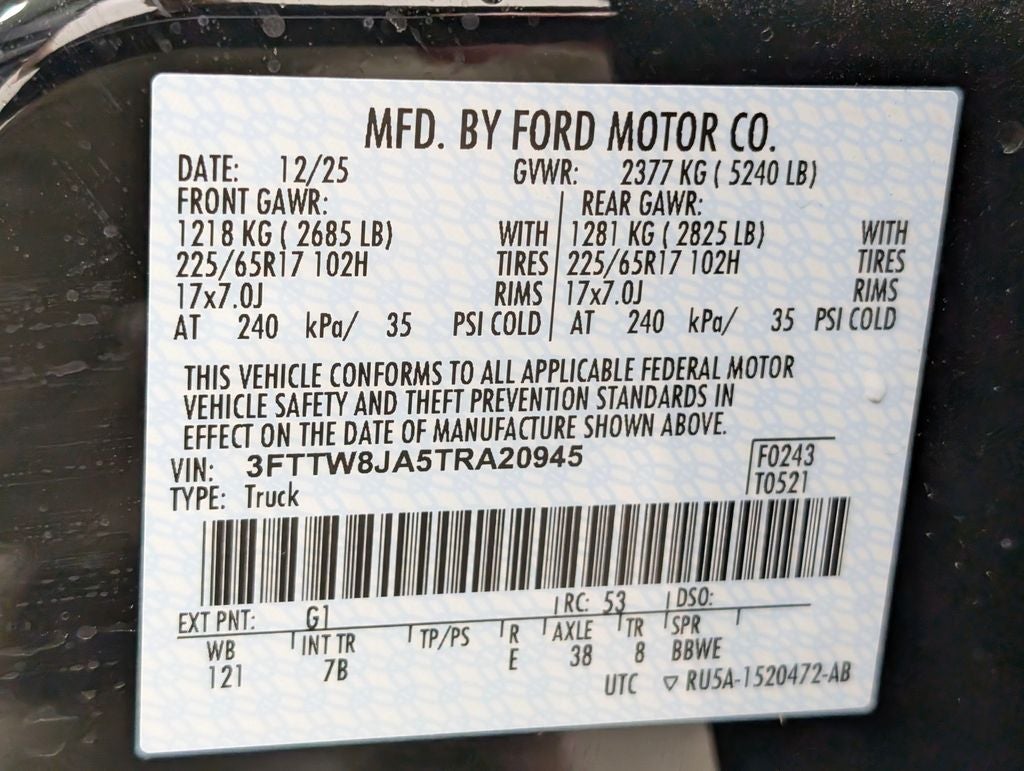 MFD. BY FORD MOTOR CO.
DATE: 12/25 GVWR: 2377 KG ( 5240 LB)
FRONT GAWR: REAR GAWR:
1218 KG ( 2685 LB) WITH 1281 KG ( 2825 LB) WITH
225/65R17 102H TIRES 225/65R17 102H TIRES
17x7.0J RIMS 17x7.0J RIMS
AT 240 kPa/ 35 PSI COLD AT 240 kPa/ 35 PSI COLD
THIS VEHICLE CONFORMS TO ALL APPLICABLE FEDERAL MOTOR
VEHICLE SAFETY AND THEFT PREVENTION STANDARDS IN
EFFECT ON THE DATE OF MANUFACTURE SHOWN ABOVE.
VIN: 3FTTW8JA5TRA20945 F0243
TYPE: Truck T0521
EXT PNT: G1 RC: 53 DSO:
WB INT TR TP/PS R AXLE TR SPR
121 7B E 38 8 BBWE
UTC ▽ RU5A-1520472-AB